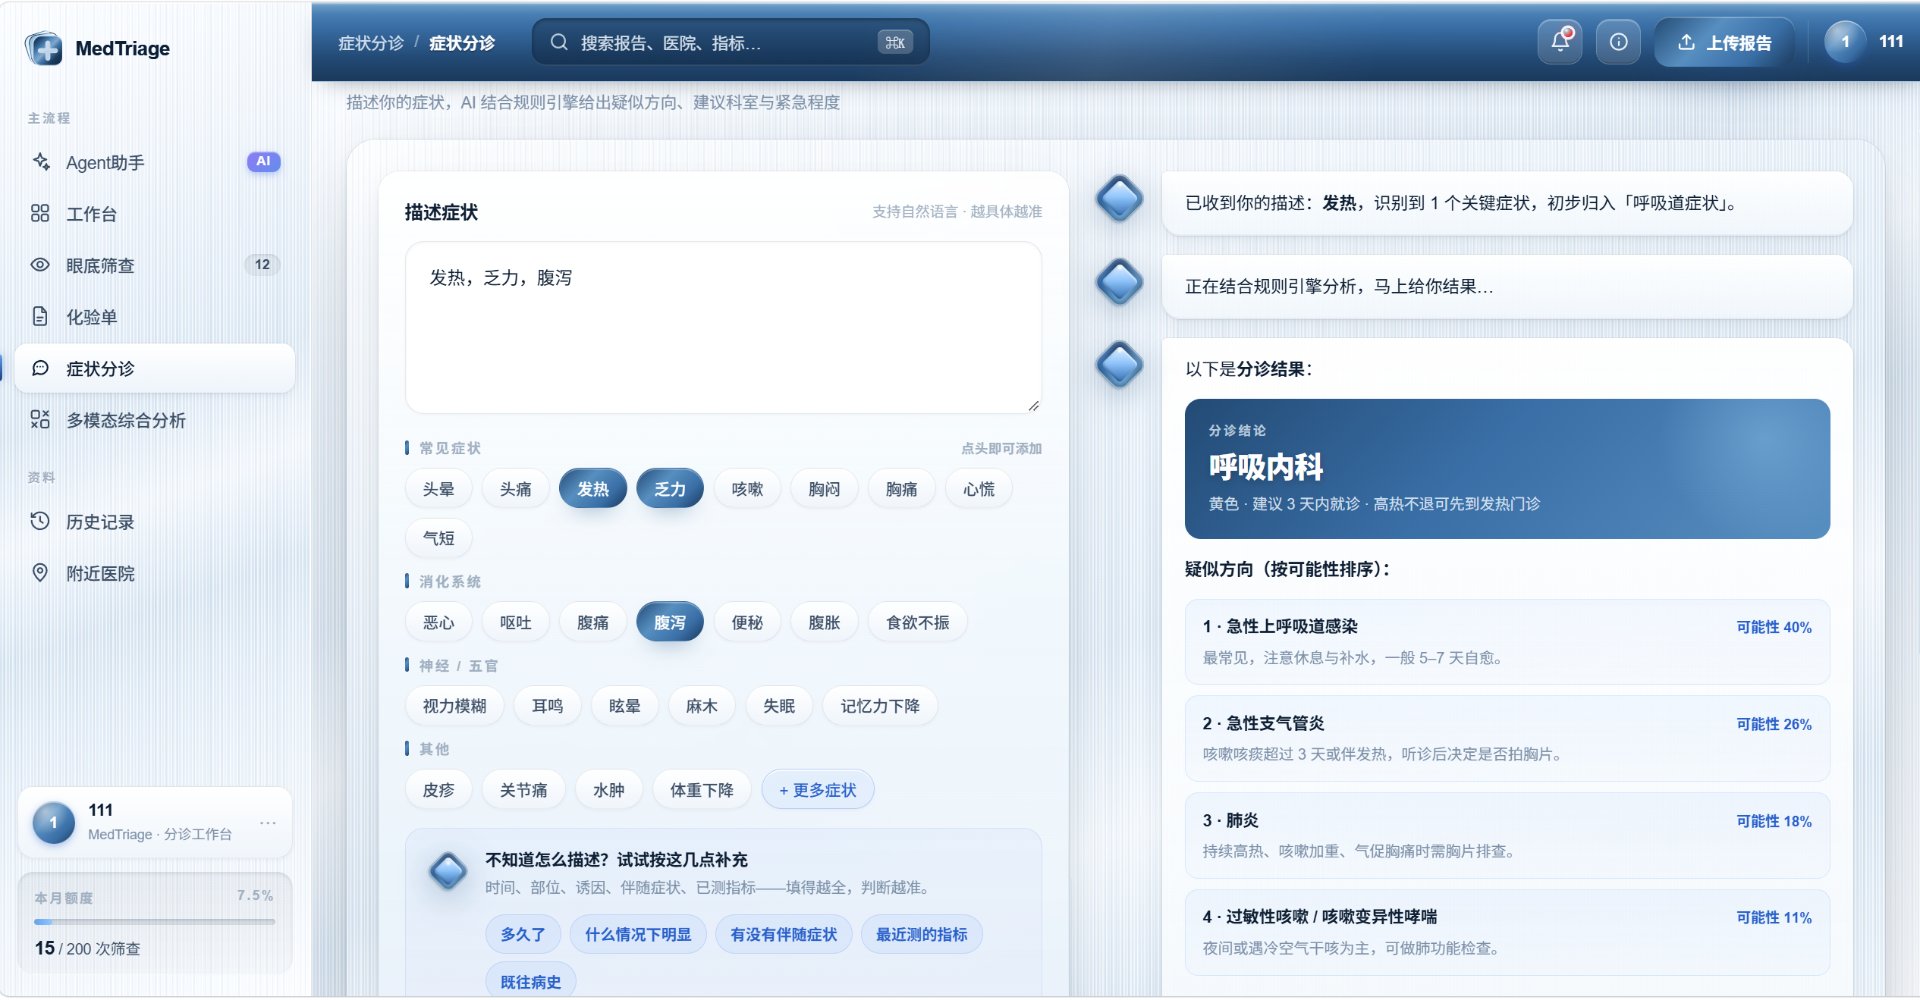 MedTriage
主流程
Agent助手
AI
工作台
眼底筛查
12
化验单
症状分诊
多模态综合分析
资料
历史记录
附近医院
1
111
MedTriage · 分诊工作台
···
本月额度
7.5%
15 / 200 次筛查
症状分诊 / 症状分诊
搜索报告、医院、指标…
⌘K
上传报告
1
111
描述你的症状，AI 结合规则引擎给出疑似方向、建议科室与紧急程度
描述症状
支持自然语言 · 越具体越准
发热，乏力，腹泻
常见症状
点头即可添加
头晕 头痛 发热 乏力 咳嗽 胸闷 胸痛 心慌
气短
消化系统
恶心 呕吐 腹痛 腹泻 便秘 腹胀 食欲不振
神经 / 五官
视力模糊 耳鸣 眩晕 麻木 失眠 记忆力下降
其他
皮疹 关节痛 水肿 体重下降 + 更多症状
不知道怎么描述？试试按这几点补充
时间、部位、诱因、伴随症状、已测指标——填得越全，判断越准。
多久了 什么情况下明显 有没有伴随症状 最近测的指标
既往病史
已收到你的描述：发热，识别到 1 个关键症状，初步归入「呼吸道症状」。
正在结合规则引擎分析，马上给你结果…
以下是分诊结果：
分诊结论
呼吸内科
黄色 · 建议 3 天内就诊 · 高热不退可先到发热门诊
疑似方向（按可能性排序）：
1 · 急性上呼吸道感染
可能性 40%
最常见，注意休息与补水，一般 5–7 天自愈。
2 · 急性支气管炎
可能性 26%
咳嗽咳痰超过 3 天或伴发热，听诊后决定是否拍胸片。
3 · 肺炎
可能性 18%
持续高热、咳嗽加重、气促胸痛时需胸片排查。
4 · 过敏性咳嗽 / 咳嗽变异性哮喘
可能性 11%
夜间或遇冷空气干咳为主，可做肺功能检查。